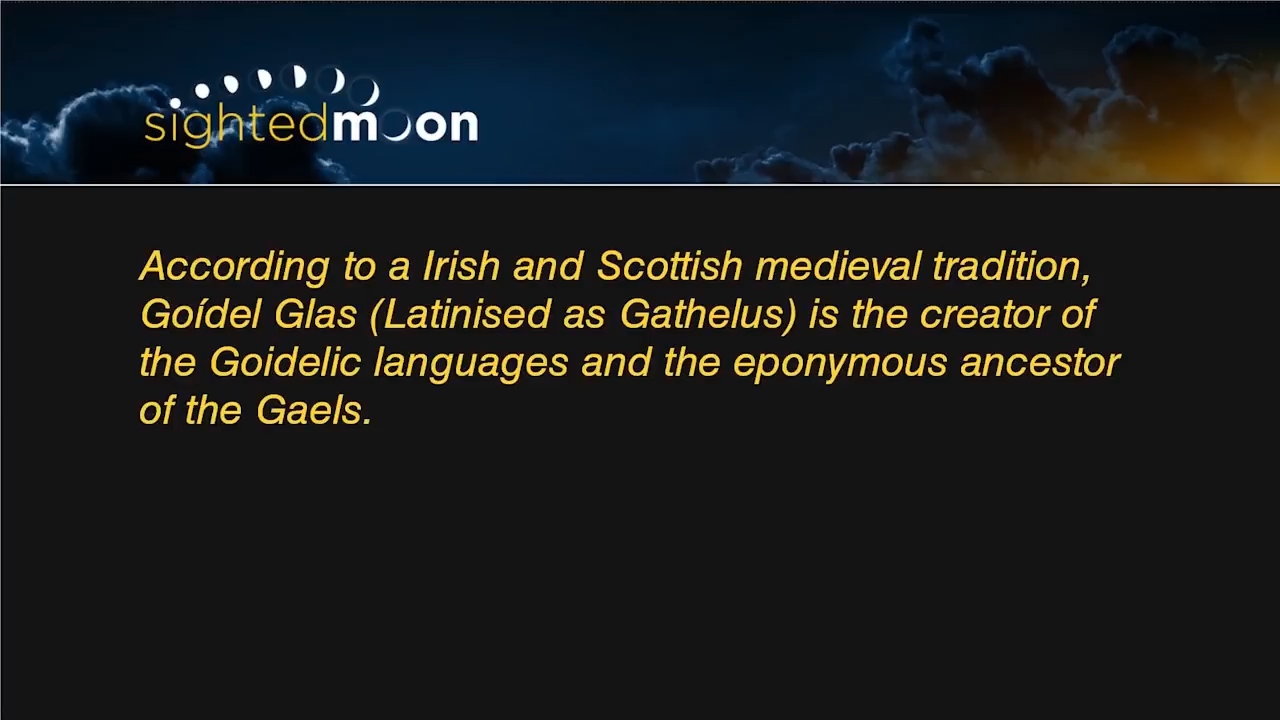 sightedmoon
According to a Irish and Scottish medieval tradition,
Goídel Glas (Latinised as Gathelus) is the creator of
the Goidelic languages and the eponymous ancestor
of the Gaels.